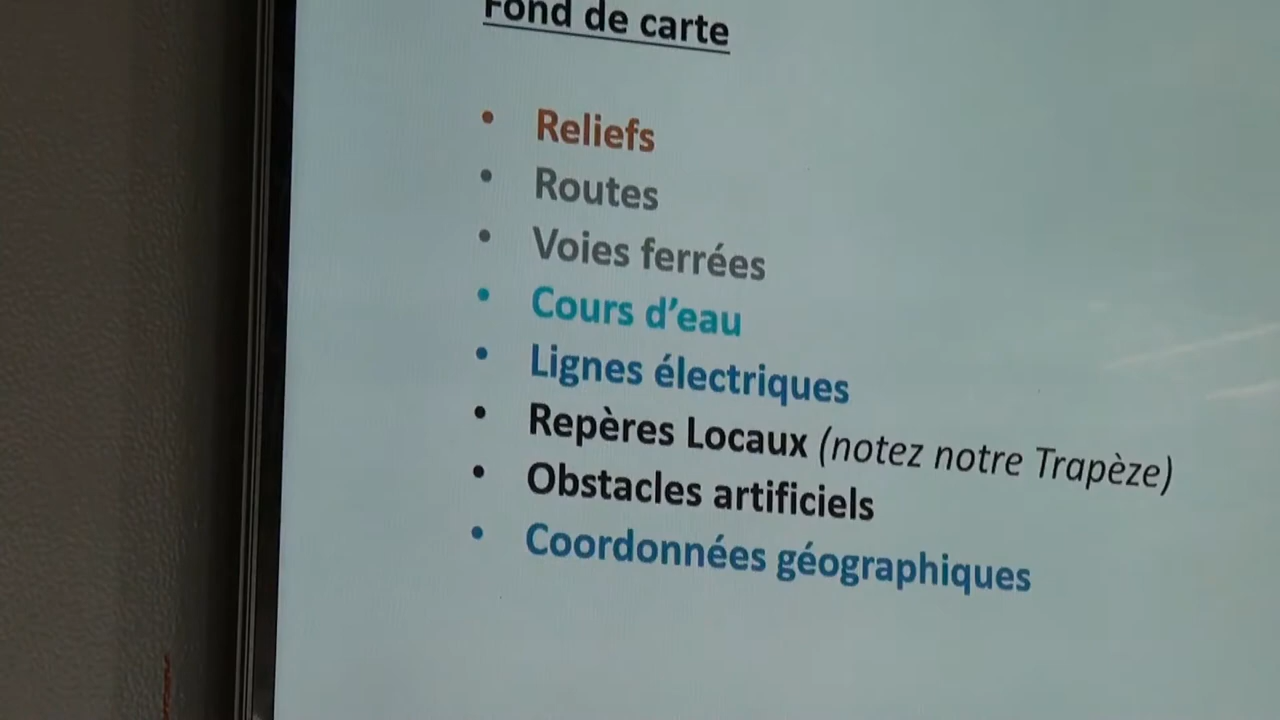 Fond de carte
• Reliefs
• Routes
• Voies ferrées
• Cours d'eau
• Lignes électriques
• Repères Locaux (notez notre Trapèze)
• Obstacles artificiels
• Coordonnées géographiques